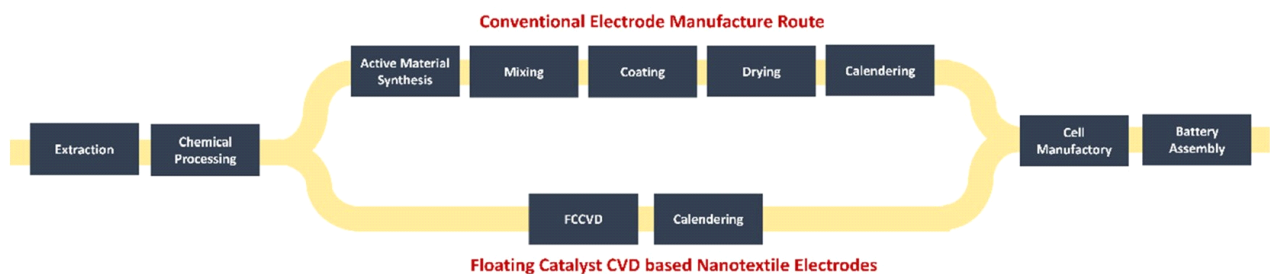 Conventional Electrode Manufacture Route
Active Material
Synthesis
Mixing
Coating
Drying
Calendering
Extraction
Chemical
Processing
Cell
Manufactory
Battery
Assembly
FCCVD
Calendering
Floating Catalyst CVD based Nanotextile Electrodes